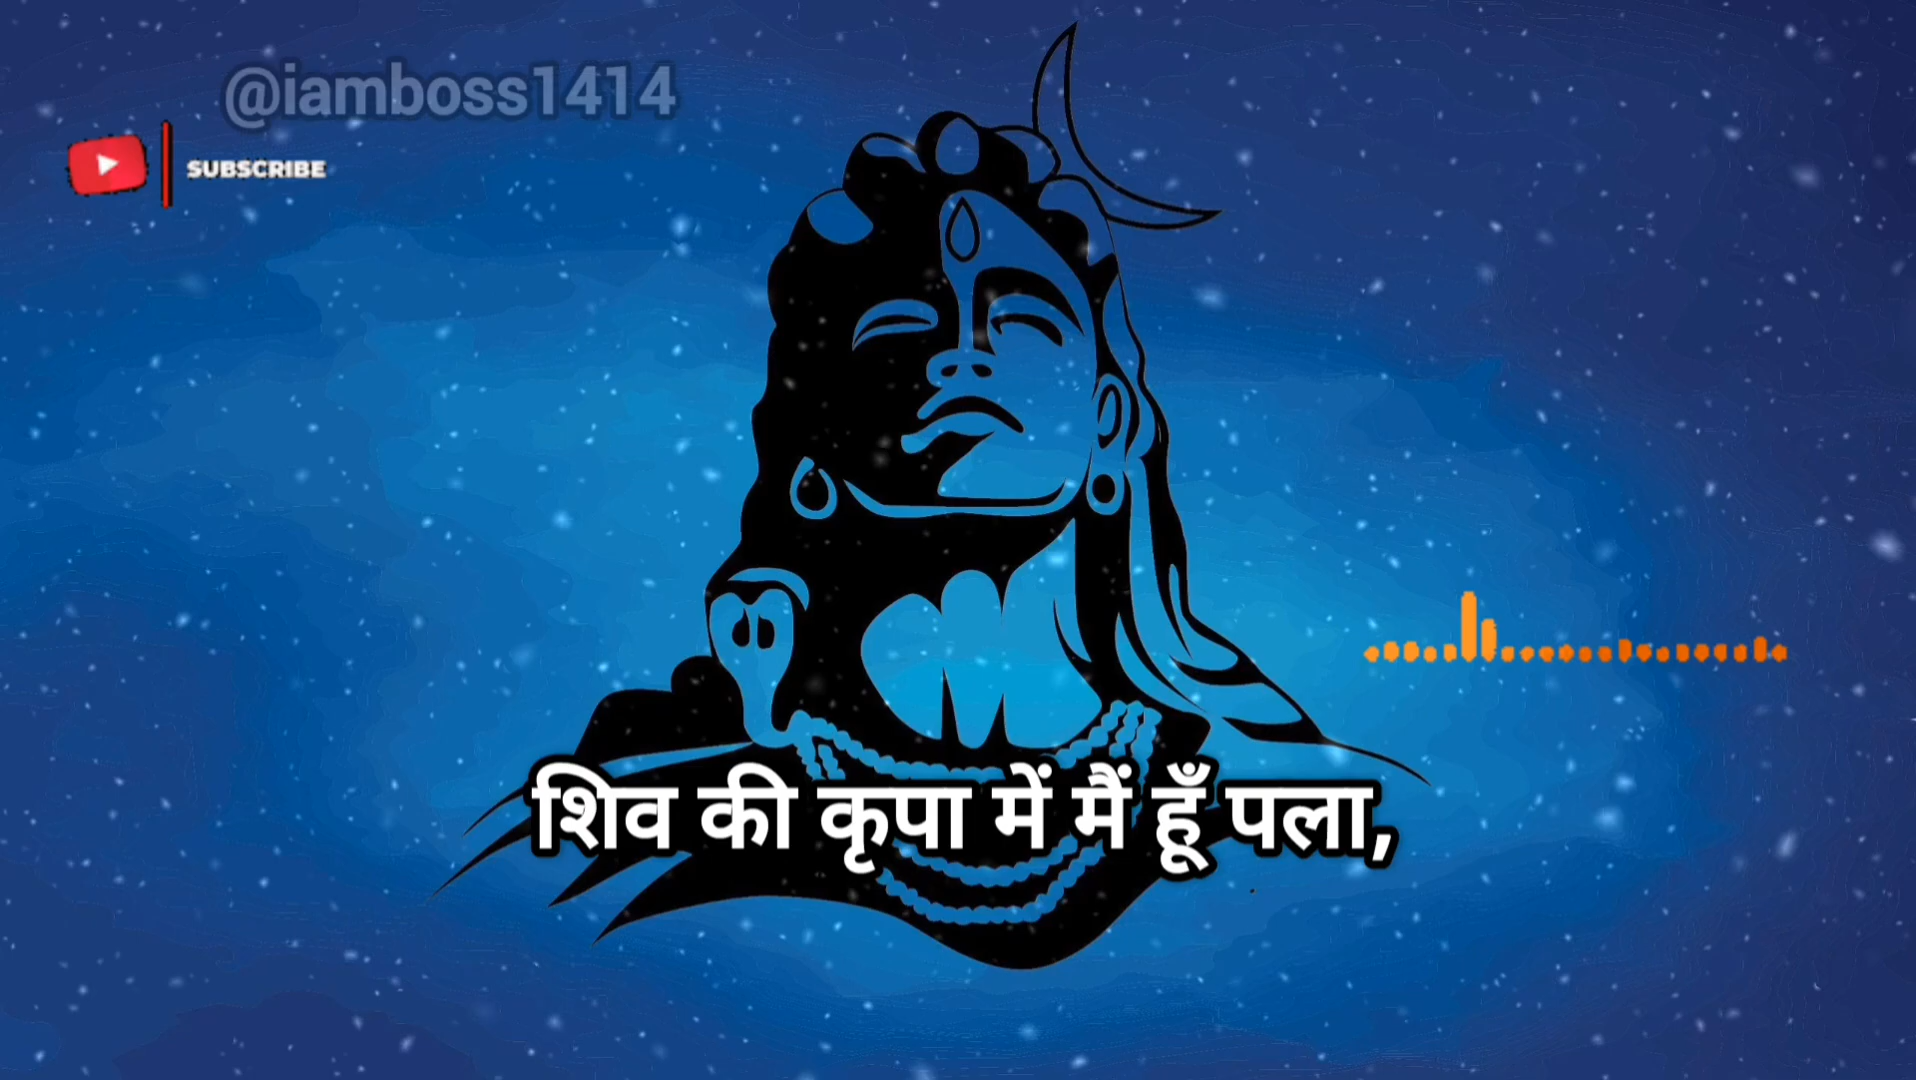 @iamboss1414
SUBSCRIBE
शिव की कृपा में मैं हूँ पला,